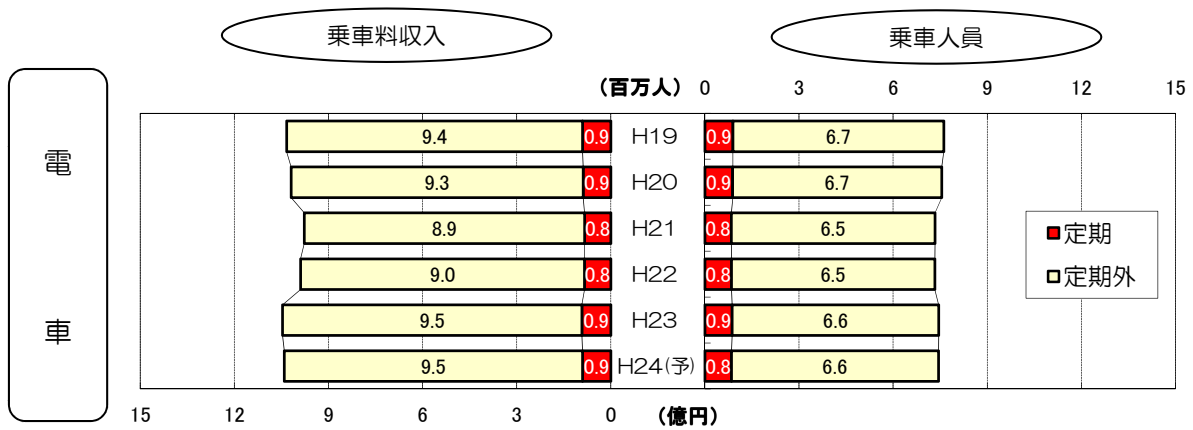 乗車料収入
乗車人員
(百万人) 0 3 6 9 12 15
電車
9.4 0.9 H19 0.9 6.7
9.3 0.9 H20 0.9 6.7
8.9 0.8 H21 0.8 6.5
9.0 0.8 H22 0.8 6.5
9.5 0.9 H23 0.9 6.6
9.5 0.9 H24(予) 0.8 6.6
定期
定期外
15 12 9 6 3 0 (億円)